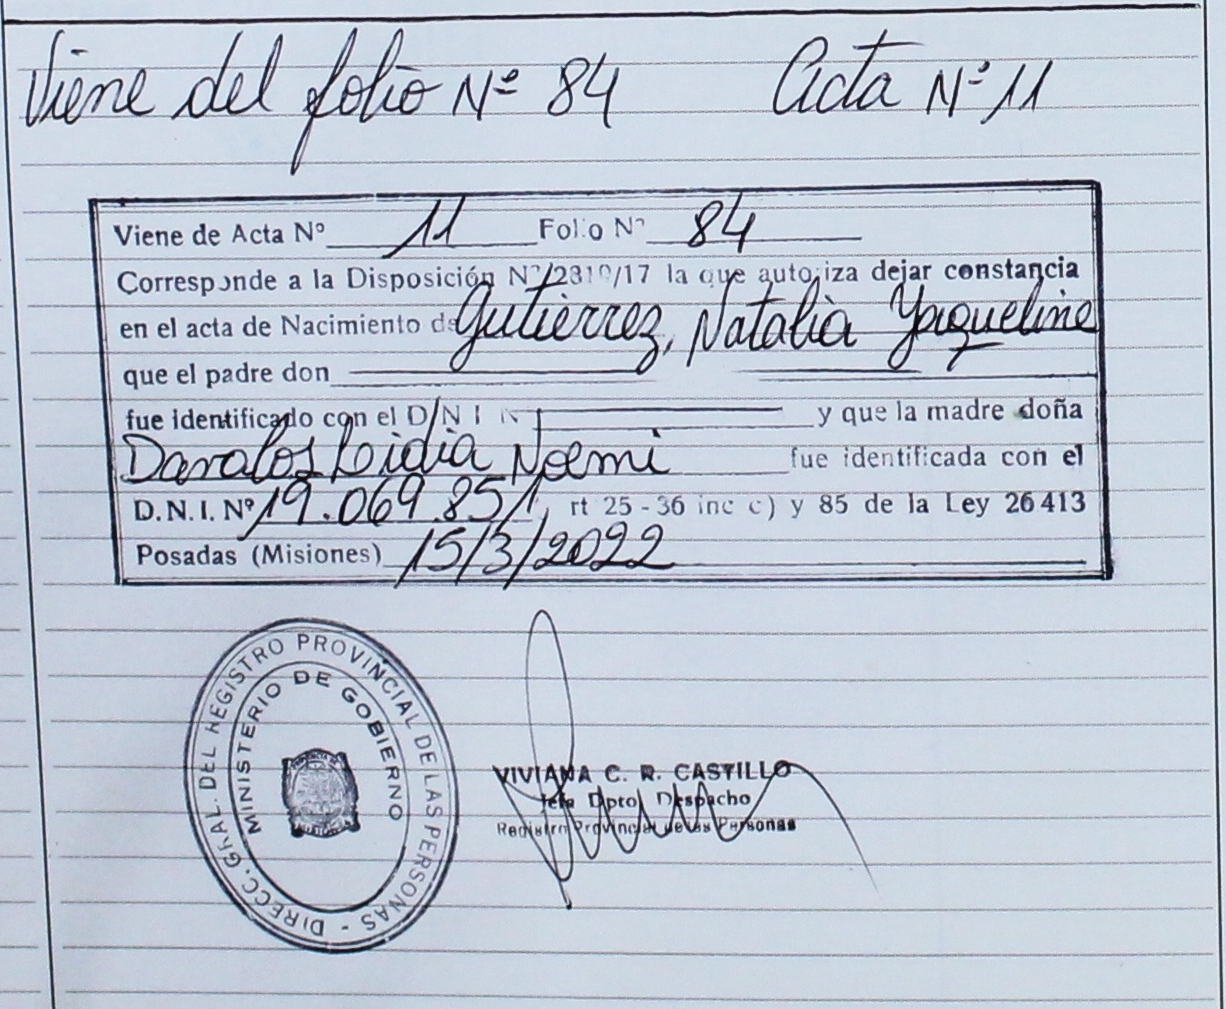 Viene del folio Nº 84 Acta Nº 11
Viene de Acta Nº 11 Folio Nº 84
Corresponde a la Disposición Nº 2310/17 la que autoriza dejar constancia
en el acta de Nacimiento de Gutierrez, Natalia Yaqueline
que el padre don
fue identificado con el D N I N y que la madre doña
Davalos Lidia Noemi fue identificada con el
D.N.I. Nº 19.069.851 rt 25 - 36 inc c) y 85 de la Ley 26 413
Posadas (Misiones) 15/3/2022
DIRECC. GRAL. DEL REGISTRO PROVINCIAL DE LAS PERSONAS -
MINISTERIO DE GOBIERNO
VIVIANA C. R. CASTILLO
Jefa Dpto Despacho
Registro Provincial de las Personas